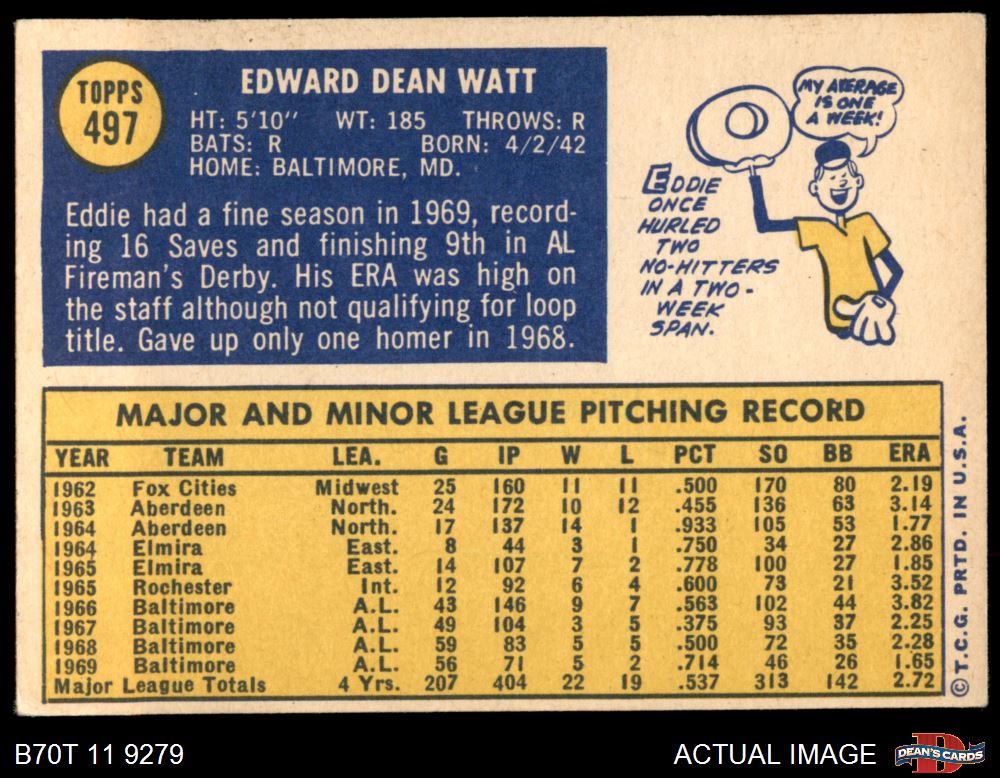 TOPPS
497
EDWARD DEAN WATT
HT: 5'10" WT: 185 THROWS: R
BATS: R BORN: 4/2/42
HOME: BALTIMORE, MD.
Eddie had a fine season in 1969, record-
ing 16 Saves and finishing 9th in AL
Fireman's Derby. His ERA was high on
the staff although not qualifying for loop
title. Gave up only one homer in 1968.
MY AVERAGE
IS ONE
A WEEK!
EDDIE
ONCE
HURLED
TWO
NO-HITTERS
IN A TWO-
WEEK
SPAN.
MAJOR AND MINOR LEAGUE PITCHING RECORD
YEAR TEAM LEA. G IP W L PCT SO BB ERA
1962 Fox Cities Midwest 25 160 11 11 .500 170 80 2.19
1963 Aberdeen North. 24 172 10 12 .455 136 63 3.14
1964 Aberdeen North. 17 137 14 1 .933 105 53 1.77
1964 Elmira East. 8 44 3 1 .750 34 27 2.86
1965 Elmira East. 14 107 7 2 .778 100 27 1.85
1965 Rochester Int. 12 92 6 4 .600 73 21 3.52
1966 Baltimore A.L. 43 146 9 7 .563 102 44 3.82
1967 Baltimore A.L. 49 104 3 5 .375 93 37 2.25
1968 Baltimore A.L. 59 83 5 5 .500 72 35 2.28
1969 Baltimore A.L. 56 71 5 2 .714 46 26 1.65
Major League Totals 4 Yrs. 207 404 22 19 .537 313 142 2.72
© T.C.G. PRTD. IN U.S.A.
B70T 11 9279
ACTUAL IMAGE
DEAN'S CARDS